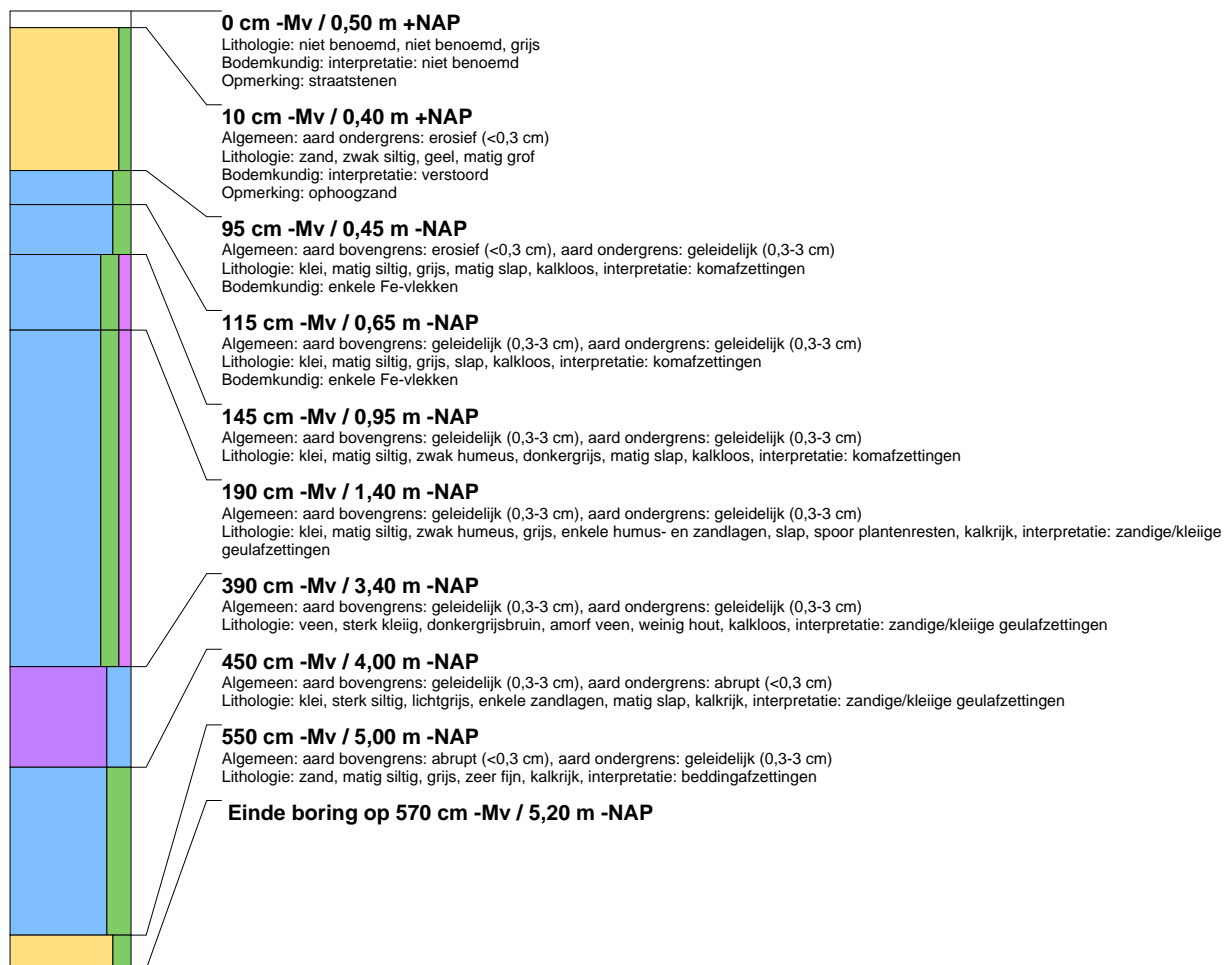 0 cm -Mv / 0,50 m +NAP
Lithologie: niet benoemd, niet benoemd, grijs
Bodemkundig: interpretatie: niet benoemd
Opmerking: straatstenen
10 cm -Mv / 0,40 m +NAP
Algemeen: aard ondergrens: erosief (<0,3 cm)
Lithologie: zand, zwak siltig, geel, matig grof
Bodemkundig: interpretatie: verstoord
Opmerking: ophoogzand
95 cm -Mv / 0,45 m -NAP
Algemeen: aard bovengrens: erosief (<0,3 cm), aard ondergrens: geleidelijk (0,3-3 cm)
Lithologie: klei, matig siltig, grijs, matig slap, kalkloos, interpretatie: komafzettingen
Bodemkundig: enkele Fe-vlekken
115 cm -Mv / 0,65 m -NAP
Algemeen: aard bovengrens: geleidelijk (0,3-3 cm), aard ondergrens: geleidelijk (0,3-3 cm)
Lithologie: klei, matig siltig, grijs, slap, kalkloos, interpretatie: komafzettingen
Bodemkundig: enkele Fe-vlekken
145 cm -Mv / 0,95 m -NAP
Algemeen: aard bovengrens: geleidelijk (0,3-3 cm), aard ondergrens: geleidelijk (0,3-3 cm)
Lithologie: klei, matig siltig, zwak humeus, donkergrijs, matig slap, kalkloos, interpretatie: komafzettingen
190 cm -Mv / 1,40 m -NAP
Algemeen: aard bovengrens: geleidelijk (0,3-3 cm), aard ondergrens: geleidelijk (0,3-3 cm)
Lithologie: klei, matig siltig, zwak humeus, grijs, enkele humus- en zandlagen, slap, spoor plantenresten, kalkrijk, interpretatie: zandige/kleiige
geulafzettingen
390 cm -Mv / 3,40 m -NAP
Algemeen: aard bovengrens: geleidelijk (0,3-3 cm), aard ondergrens: geleidelijk (0,3-3 cm)
Lithologie: veen, sterk kleiig, donkergrijsbruin, amorf veen, weinig hout, kalkloos, interpretatie: zandige/kleiige geulafzettingen
450 cm -Mv / 4,00 m -NAP
Algemeen: aard bovengrens: geleidelijk (0,3-3 cm), aard ondergrens: abrupt (<0,3 cm)
Lithologie: klei, sterk siltig, lichtgrijs, enkele zandlagen, matig slap, kalkrijk, interpretatie: zandige/kleiige geulafzettingen
550 cm -Mv / 5,00 m -NAP
Algemeen: aard bovengrens: abrupt (<0,3 cm), aard ondergrens: geleidelijk (0,3-3 cm)
Lithologie: zand, matig siltig, grijs, zeer fijn, kalkrijk, interpretatie: beddingafzettingen
Einde boring op 570 cm -Mv / 5,20 m -NAP